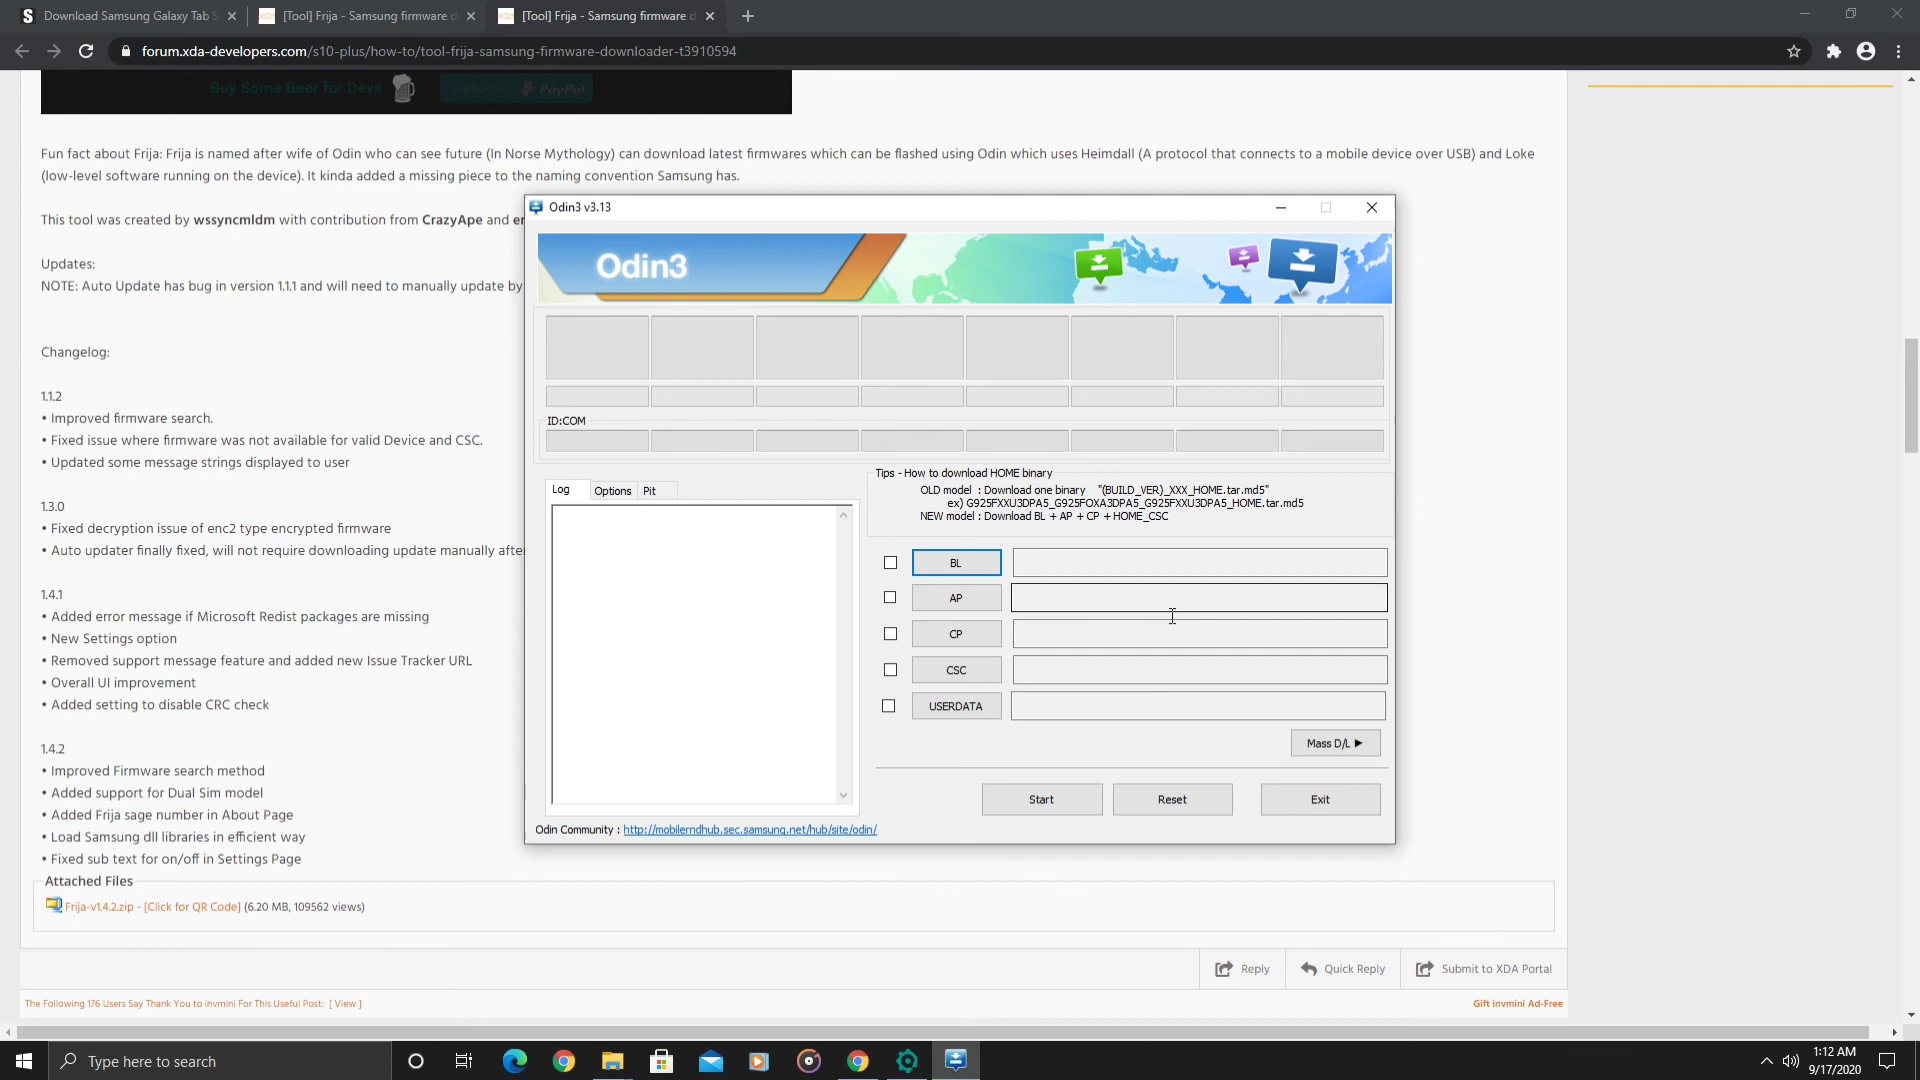 Download Samsung Galaxy Tab S
[Tool] Frija - Samsung firmware d
[Tool] Frija - Samsung firmware d
forum.xda-developers.com/s10-plus/how-to/tool-frija-samsung-firmware-downloader-t3910594
Buy Some Beer for Devs
PayPal
Fun fact about Frija: Frija is named after wife of Odin who can see future (In Norse Mythology) can download latest firmwares which can be flashed using Odin which uses Heimdall (A protocol that connects to a mobile device over USB) and Loke
(low-level software running on the device). It kinda added a missing piece to the naming convention Samsung has.
This tool was created by wssyncmldm with contribution from CrazyApe and er
Updates:
NOTE: Auto Update has bug in version 1.1.1 and will need to manually update by
Changelog:
1.1.2
• Improved firmware search.
• Fixed issue where firmware was not available for valid Device and CSC.
• Updated some message strings displayed to user
1.3.0
• Fixed decryption issue of enc2 type encrypted firmware
• Auto updater finally fixed, will not require downloading update manually afte
1.4.1
• Added error message if Microsoft Redist packages are missing
• New Settings option
• Removed support message feature and added new Issue Tracker URL
• Overall UI improvement
• Added setting to disable CRC check
1.4.2
• Improved Firmware search method
• Added support for Dual Sim model
• Added Frija sage number in About Page
• Load Samsung dll libraries in efficient way
• Fixed sub text for on/off in Settings Page
Attached Files
Frija-v1.4.2.zip - [Click for QR Code] (6.20 MB, 109562 views)
Reply
Quick Reply
Submit to XDA Portal
The Following 176 Users Say Thank You to invmini For This Useful Post: [ View ]
Gift invmini Ad-Free
Odin3 v3.13
Odin3
ID:COM
Log
Options
Pit
Tips - How to download HOME binary
OLD model : Download one binary "(BUILD_VER)_XXX_HOME.tar.md5"
ex) G925FXXU3DPA5_G925FOXA3DPA5_G925FXXU3DPA5_HOME.tar.md5
NEW model : Download BL + AP + CP + HOME_CSC
BL
AP
CP
CSC
USERDATA
Mass D/L ▶
Start
Reset
Exit
Odin Community : http://mobilerndhub.sec.samsung.net/hub/site/odin/
Type here to search
1:12 AM
9/17/2020